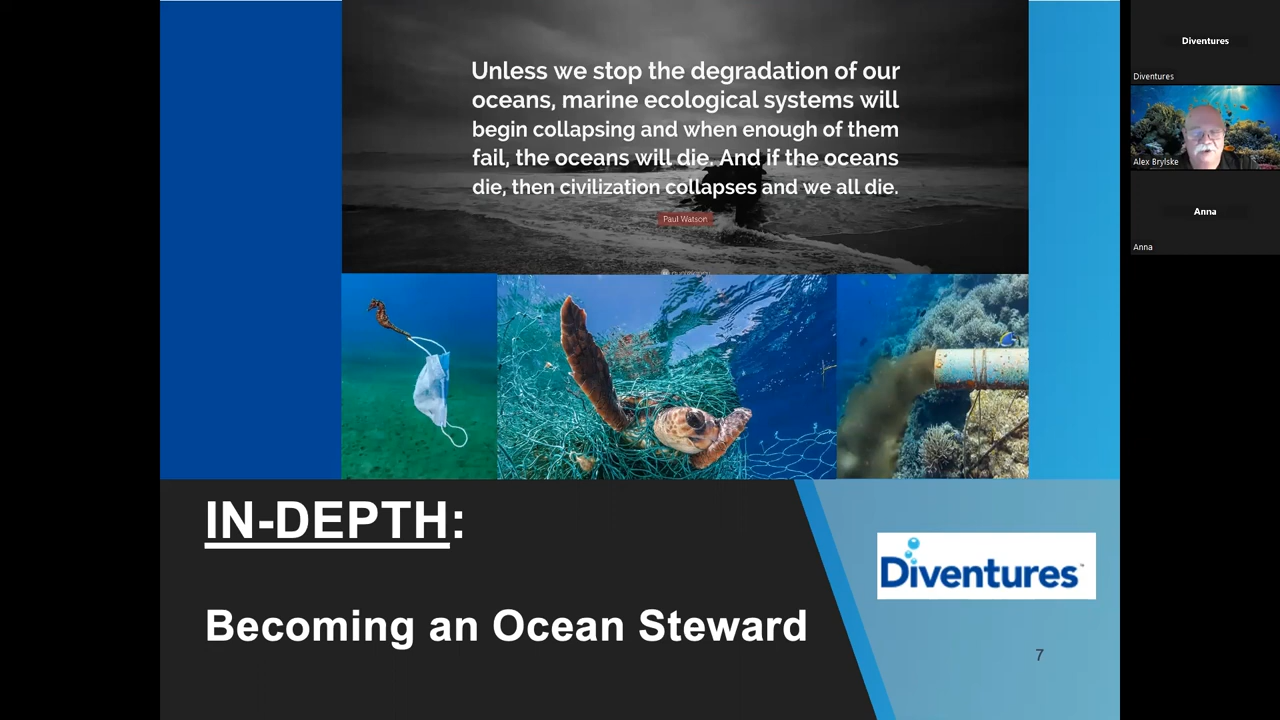 Unless we stop the degradation of our
oceans, marine ecological systems will
begin collapsing and when enough of them
fail, the oceans will die. And if the oceans
die, then civilization collapses and we all die.
Paul Watson
IN-DEPTH:
Becoming an Ocean Steward
Diventures™
7
Diventures
Diventures
Alex Brylske
Anna
Anna